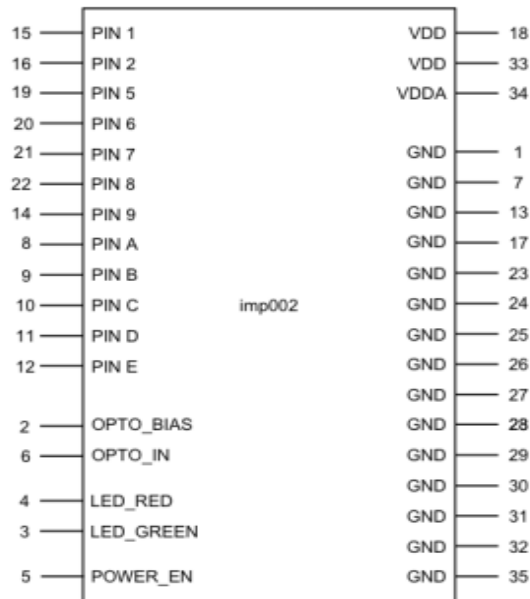 15 PIN 1 VDD 18
16 PIN 2 VDD 33
19 PIN 5 VDDA 34
20 PIN 6
21 PIN 7 GND 1
22 PIN 8 GND 7
14 PIN 9 GND 13
8 PIN A GND 17
9 PIN B GND 23
10 PIN C imp002 GND 24
11 PIN D GND 25
12 PIN E GND 26
GND 27
2 OPTO_BIAS GND 28
6 OPTO_IN GND 29
GND 30
4 LED_RED GND 31
3 LED_GREEN GND 32
5 POWER_EN GND 35